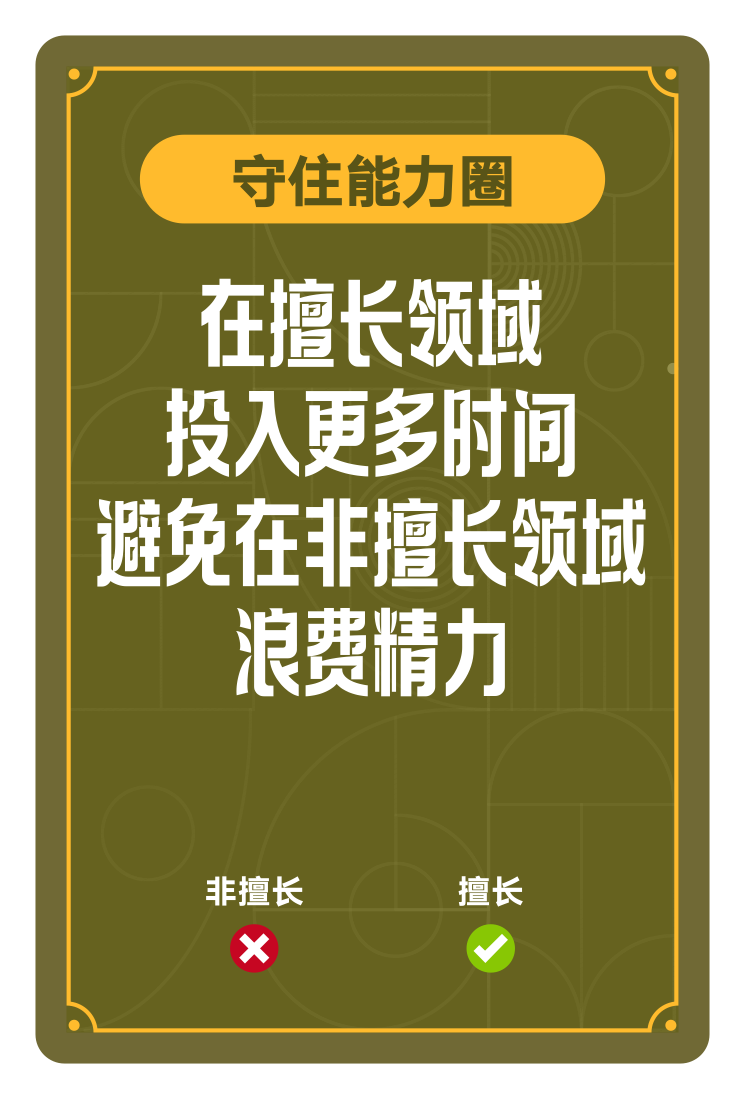 守住能力圈
在擅长领域
投入更多时间
避免在非擅长领域
浪费精力
非擅长 擅长